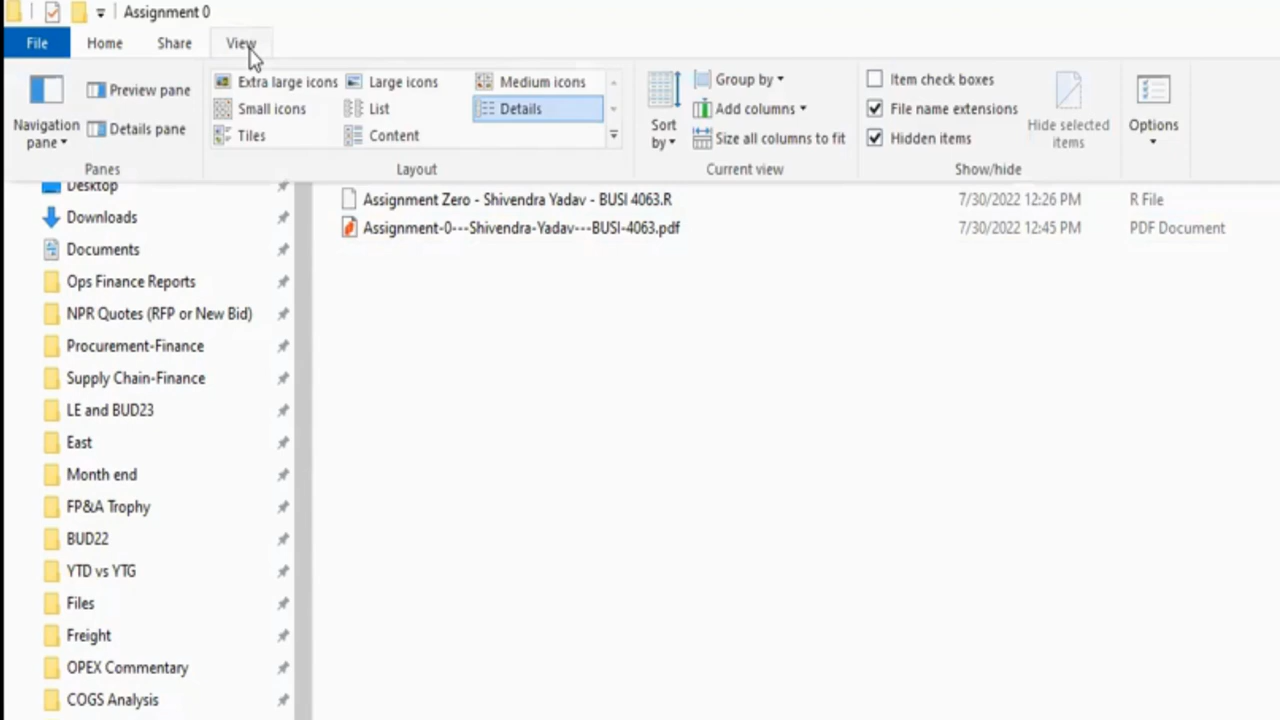 Assignment 0
File Home Share View
Navigation pane
Preview pane
Details pane
Panes
Extra large icons Large icons Medium icons
Small icons List Details
Tiles Content
Layout
Sort by
Group by
Add columns
Size all columns to fit
Current view
Item check boxes
File name extensions
Hidden items
Hide selected items
Show/hide
Options
Desktop
Downloads
Documents
Ops Finance Reports
NPR Quotes (RFP or New Bid)
Procurement-Finance
Supply Chain-Finance
LE and BUD23
East
Month end
FP&A Trophy
BUD22
YTD vs YTG
Files
Freight
OPEX Commentary
COGS Analysis
Assignment Zero - Shivendra Yadav - BUSI 4063.R 7/30/2022 12:26 PM R File
Assignment-0---Shivendra-Yadav---BUSI-4063.pdf 7/30/2022 12:45 PM PDF Document